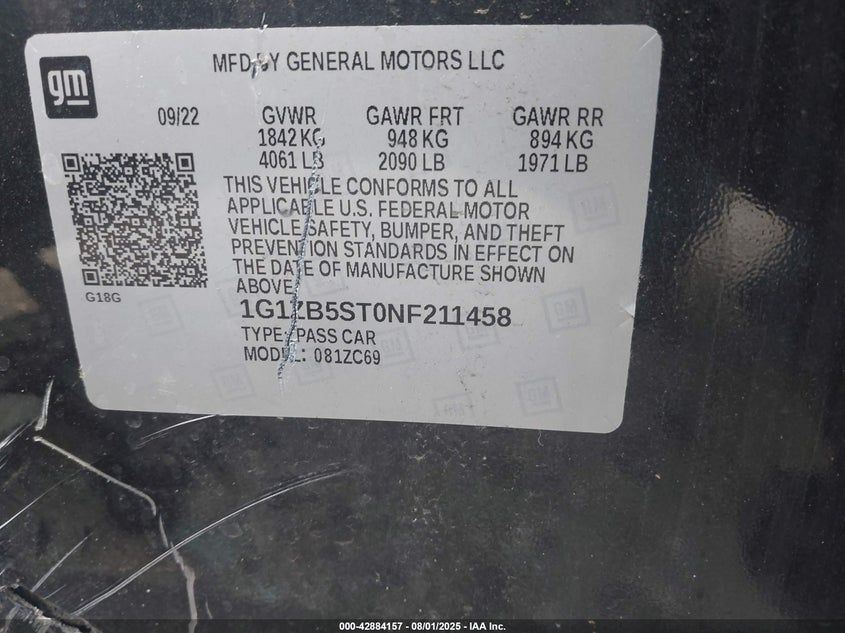 gm
MFD BY GENERAL MOTORS LLC
09/22 GVWR GAWR FRT GAWR RR
1842 KG 948 KG 894 KG
4061 LB 2090 LB 1971 LB
THIS VEHICLE CONFORMS TO ALL
APPLICABLE U.S. FEDERAL MOTOR
VEHICLE SAFETY, BUMPER, AND THEFT
PREVENTION STANDARDS IN EFFECT ON
THE DATE OF MANUFACTURE SHOWN
ABOVE.
G18G
1G1ZB5ST0NF211458
TYPE: PASS CAR
MODEL: 081ZC69
000-42884157 - 08/01/2025 - IAA Inc.